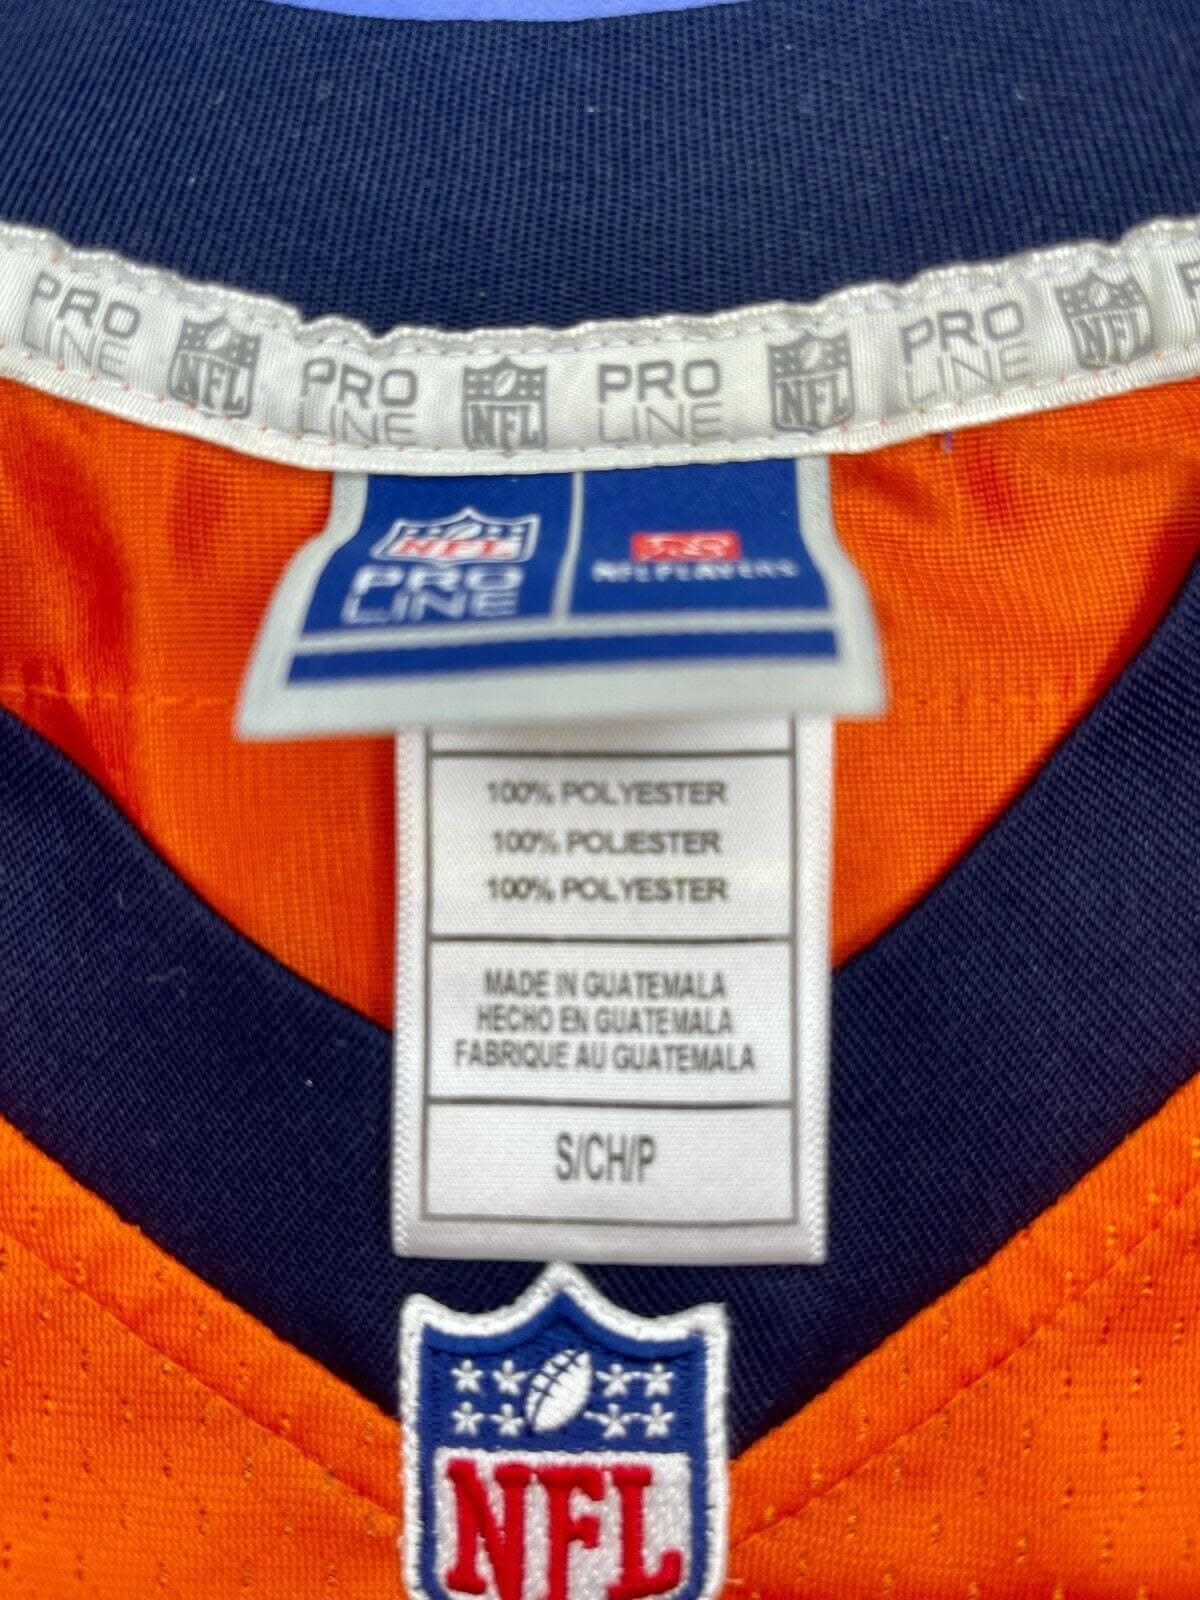 PRO NFL PRO NFL PRO NFL PRO NFL
LINE LINE LINE LINE
NFL
PRO
LINE
NFL PLAYERS
100% POLYESTER
100% POLIESTER
100% POLYESTER
MADE IN GUATEMALA
HECHO EN GUATEMALA
FABRIQUE AU GUATEMALA
S/CH/P
NFL